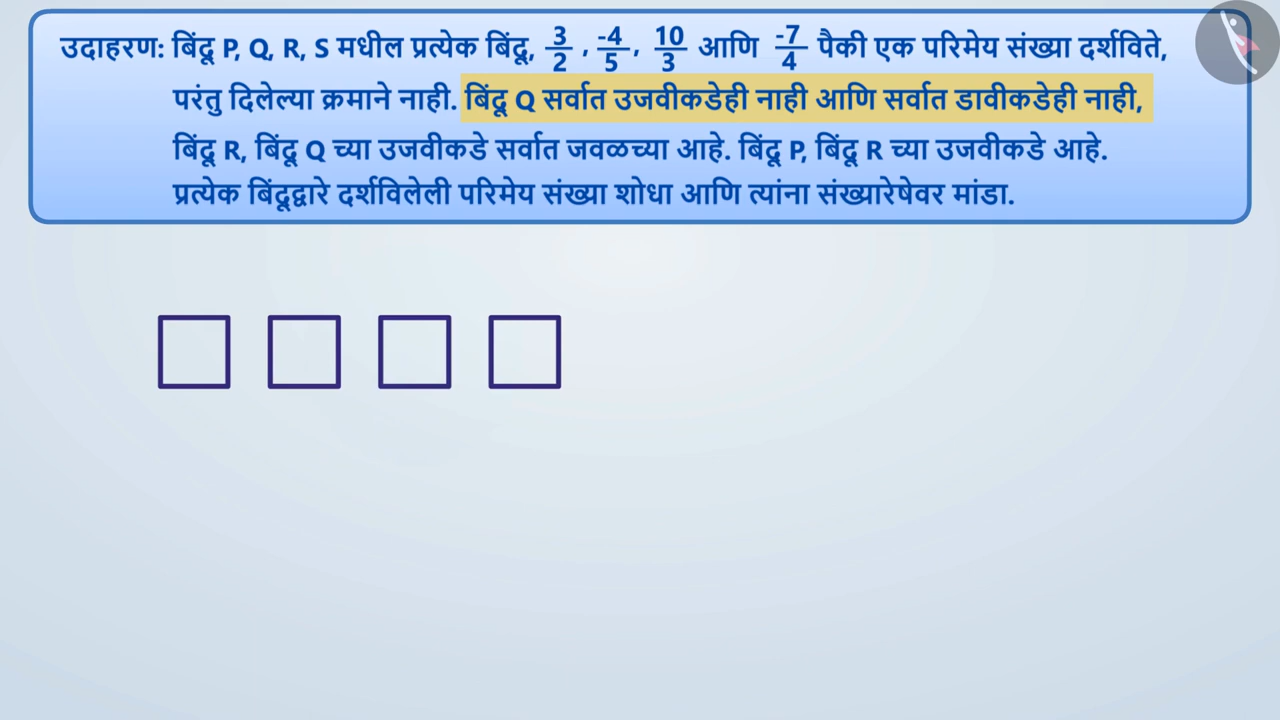 उदाहरण: बिंदू P, Q, R, S मधील प्रत्येक बिंदू, 3/2 , -4/5, 10/3 आणि -7/4 पैकी एक परिमेय संख्या दर्शविते,
परंतु दिलेल्या क्रमाने नाही. बिंदू Q सर्वात उजवीकडेही नाही आणि सर्वात डावीकडेही नाही,
बिंदू R, बिंदू Q च्या उजवीकडे सर्वात जवळच्या आहे. बिंदू P, बिंदू R च्या उजवीकडे आहे.
प्रत्येक बिंदूद्वारे दर्शविलेली परिमेय संख्या शोधा आणि त्यांना संख्यारेषेवर मांडा.